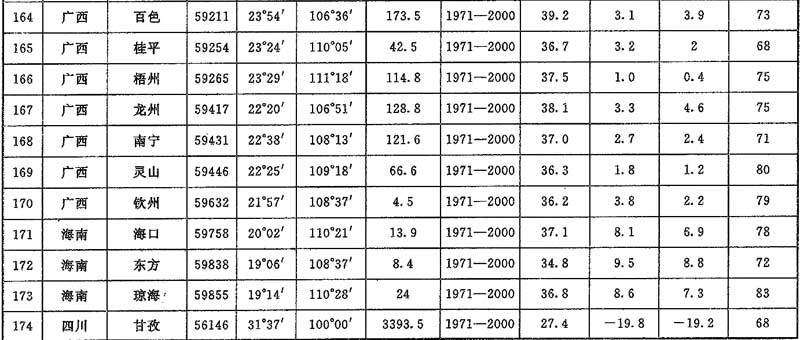 164 广西 百色 59211 23°54′ 106°36′ 173.5 1971—2000 39.2 3.1 3.9 73
165 广西 桂平 59254 23°24′ 110°05′ 42.5 1971—2000 36.7 3.2 2 68
166 广西 梧州 59265 23°29′ 111°18′ 114.8 1971—2000 37.5 1.0 0.4 75
167 广西 龙州 59417 22°20′ 106°51′ 128.8 1971—2000 38.1 3.3 4.6 75
168 广西 南宁 59431 22°38′ 108°13′ 121.6 1971—2000 37.0 2.7 2.4 71
169 广西 灵山 59446 22°25′ 109°18′ 66.6 1971—2000 36.3 1.8 1.2 80
170 广西 钦州 59632 21°57′ 108°37′ 4.5 1971—2000 36.2 3.8 2.2 79
171 海南 海口 59758 20°02′ 110°21′ 13.9 1971—2000 37.1 8.1 6.9 78
172 海南 东方 59838 19°06′ 108°37′ 8.4 1971—2000 34.8 9.5 8.8 72
173 海南 琼海 59855 19°14′ 110°28′ 24 1971—2000 36.8 8.6 7.3 83
174 四川 甘孜 56146 31°37′ 100°00′ 3393.5 1971—2000 27.4 −19.8 −19.2 68